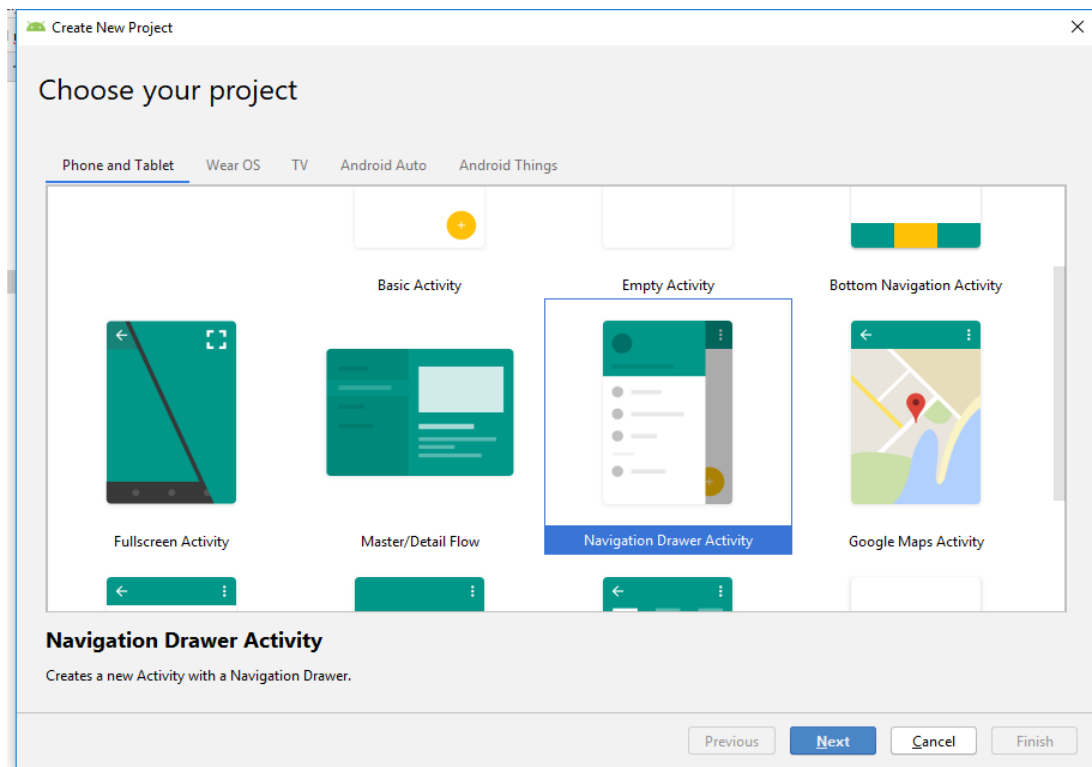 Create New Project
Choose your project
Phone and Tablet Wear OS TV Android Auto Android Things
Basic Activity Empty Activity Bottom Navigation Activity
Fullscreen Activity Master/Detail Flow Navigation Drawer Activity Google Maps Activity
Navigation Drawer Activity
Creates a new Activity with a Navigation Drawer.
Previous Next Cancel Finish